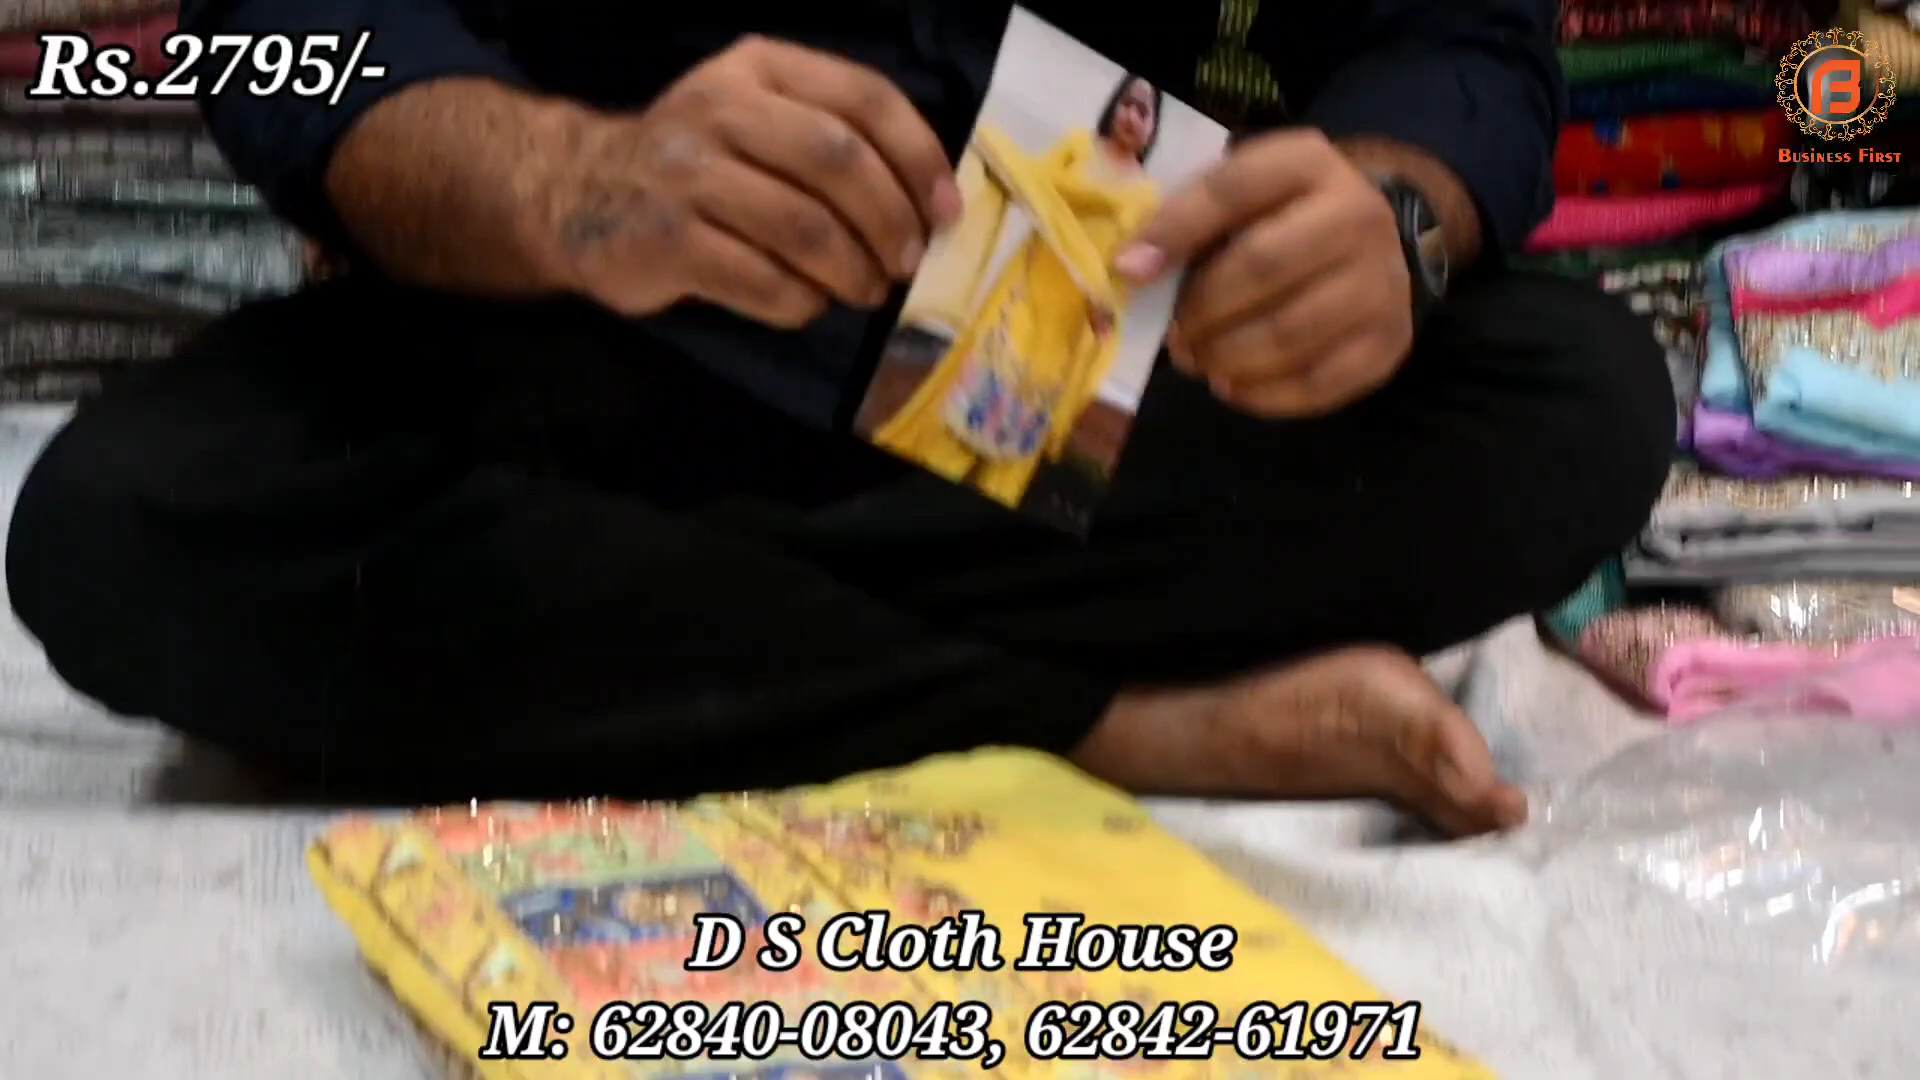 Rs.2795/-
BUSINESS FIRST
D S Cloth House
M: 62840-08043, 62842-61971